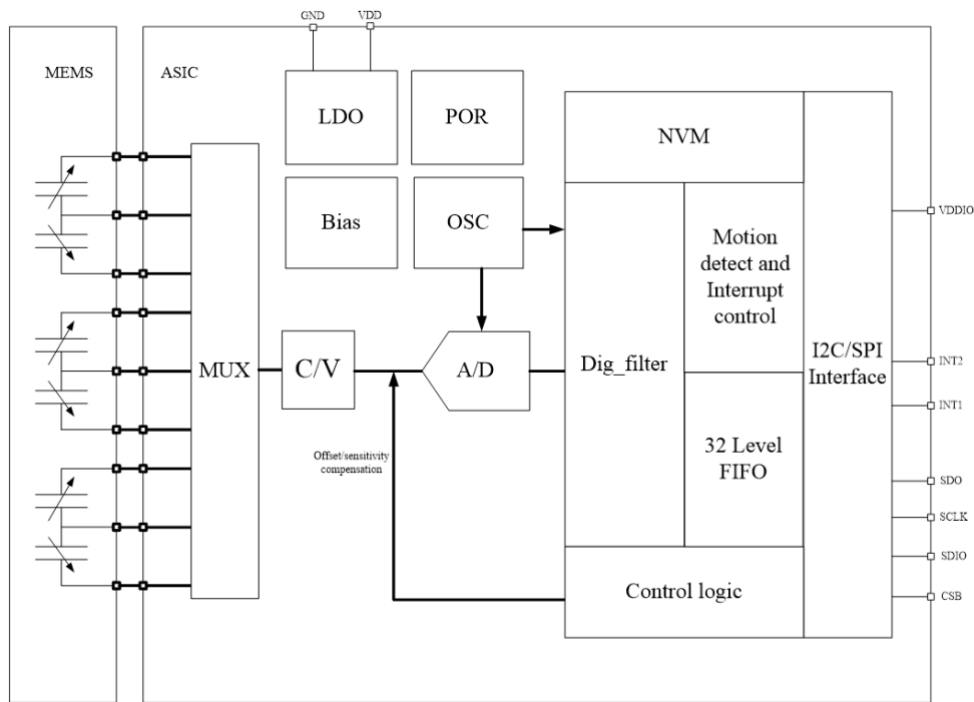 GND
VDD
MEMS
ASIC
LDO
POR
NVM
Bias
OSC
VDDIO
Motion
detect and
Interrupt
control
MUX
C/V
A/D
Dig_filter
I2C/SPI
Interface
INT2
INT1
Offset/sensitivity
compensation
32 Level
FIFO
SDO
SCLK
SDIO
Control logic
CSB